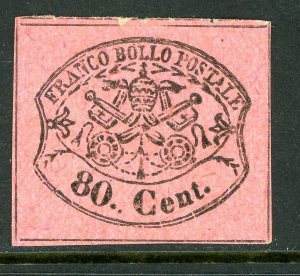 FRANCO BOLLO POSTALE
80. Cent.